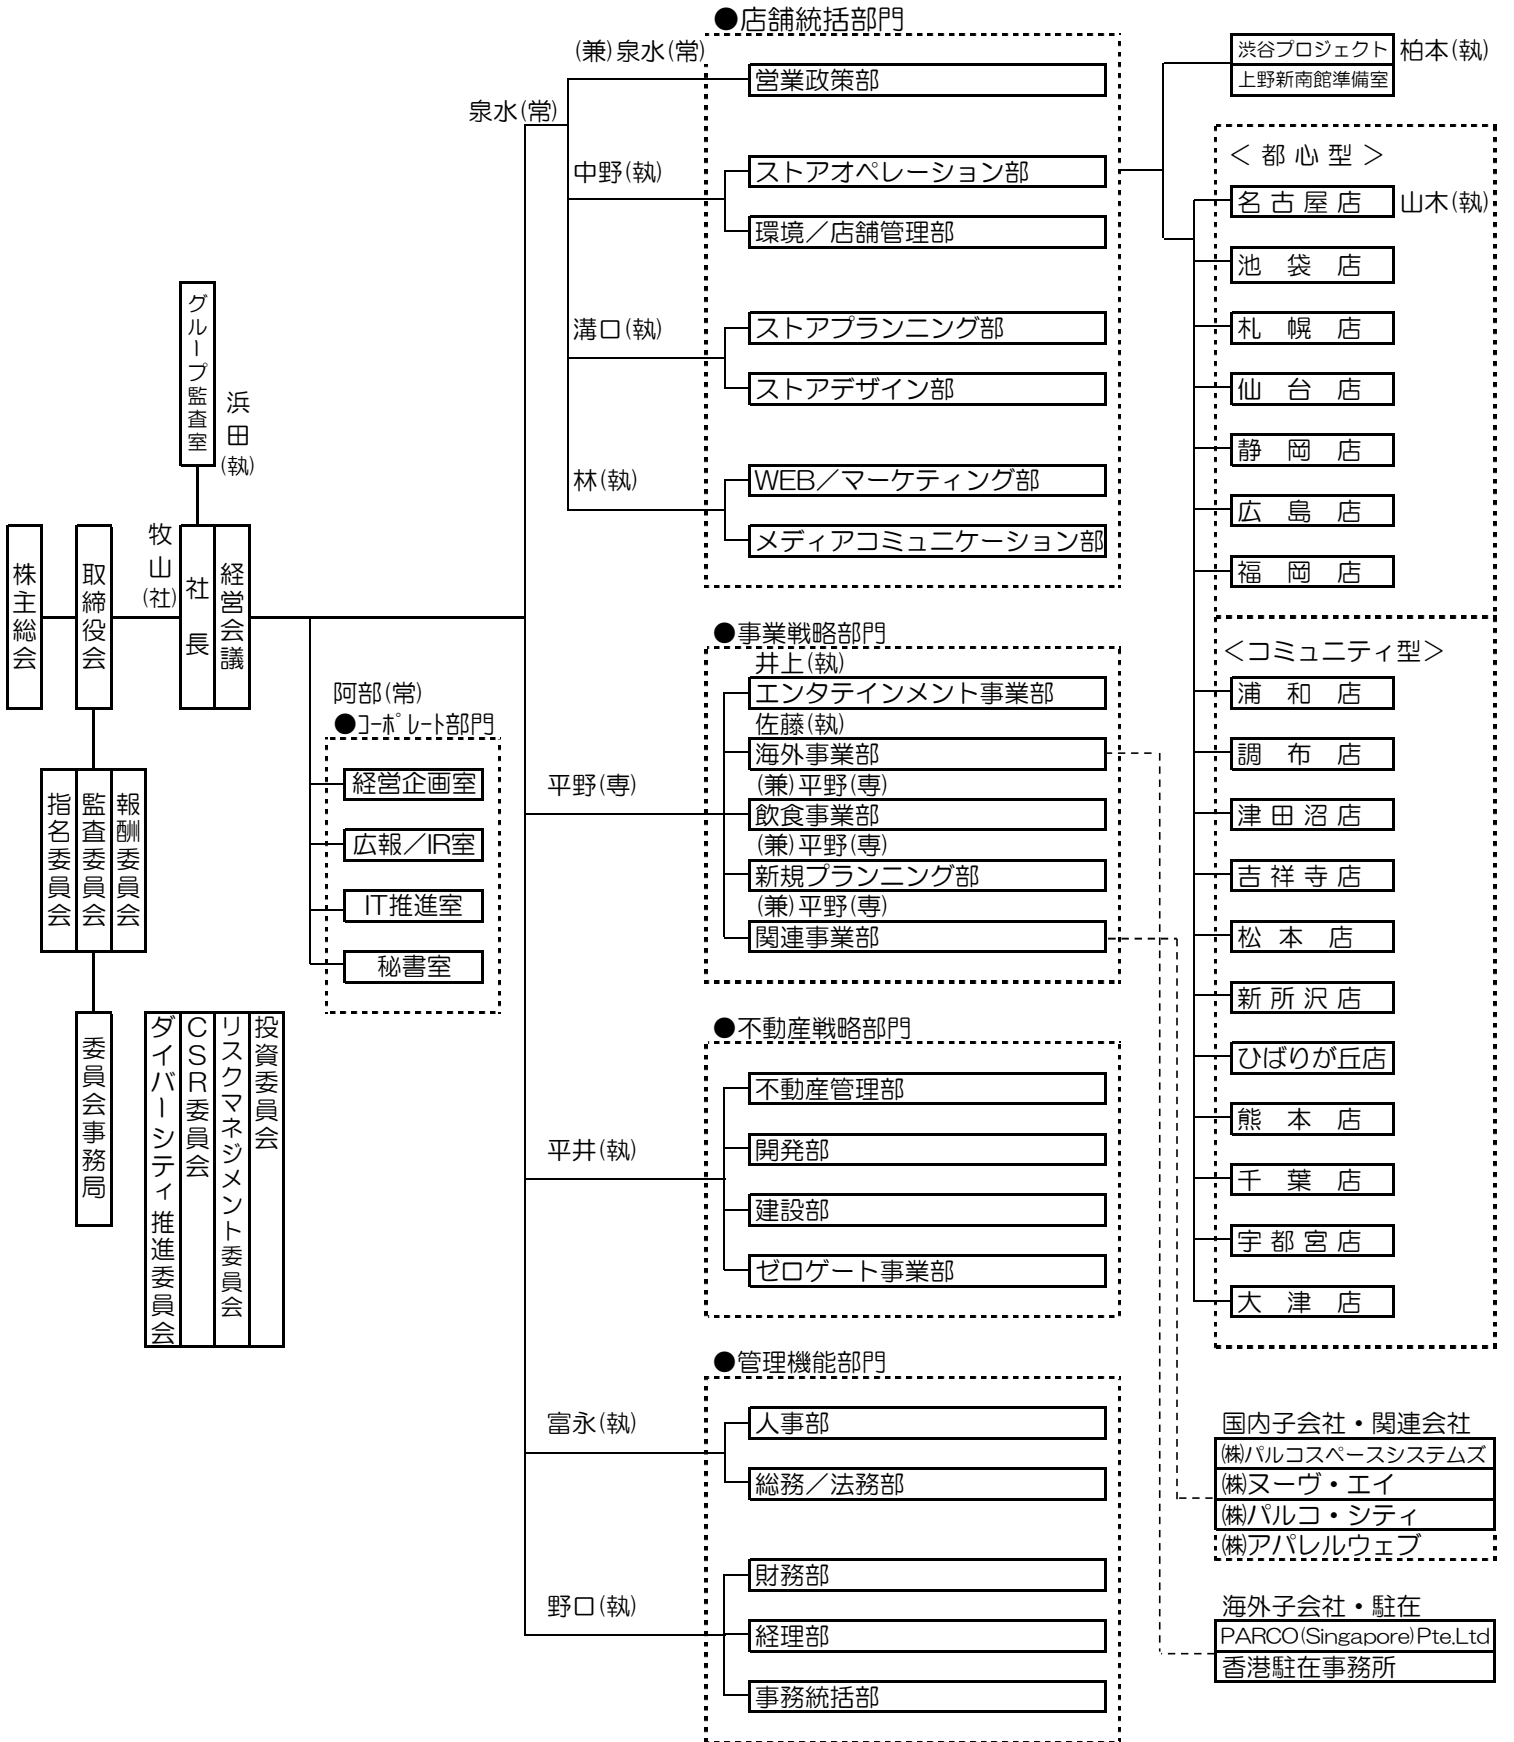 株主総会
取締役会
指名委員会
監査委員会
報酬委員会
委員会事務局
牧山(社)
社長
経営会議
グループ監査室
浜田(執)
ダイバーシティ推進委員会
CSR委員会
リスクマネジメント委員会
投資委員会
阿部(常)
●コーポレート部門
経営企画室
広報／IR室
IT推進室
秘書室
泉水(常)
●店舗統括部門
(兼)泉水(常)
営業政策部
中野(執)
ストアオペレーション部
環境／店舗管理部
溝口(執)
ストアプランニング部
ストアデザイン部
林(執)
WEB／マーケティング部
メディアコミュニケーション部
平野(専)
●事業戦略部門
井上(執)
エンタテインメント事業部
佐藤(執)
海外事業部
(兼)平野(専)
飲食事業部
(兼)平野(専)
新規プランニング部
(兼)平野(専)
関連事業部
平井(執)
●不動産戦略部門
不動産管理部
開発部
建設部
ゼロゲート事業部
●管理機能部門
富永(執)
人事部
総務／法務部
野口(執)
財務部
経理部
事務統括部
渋谷プロジェクト 柏本(執)
上野新南館準備室
＜都心型＞
名古屋店 山木(執)
池袋店
札幌店
仙台店
静岡店
広島店
福岡店
＜コミュニティ型＞
浦和店
調布店
津田沼店
吉祥寺店
松本店
新所沢店
ひばりが丘店
熊本店
千葉店
宇都宮店
大津店
国内子会社・関連会社
㈱パルコスペースシステムズ
㈱ヌーヴ・エイ
㈱パルコ・シティ
㈱アパレルウェブ
海外子会社・駐在
PARCO(Singapore)Pte.Ltd
香港駐在事務所